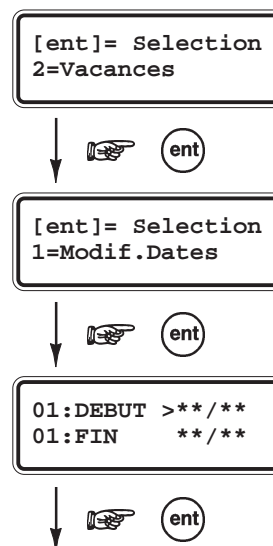 [ent]= Selection
2=Vacances
ent
[ent]= Selection
1=Modif.Dates
ent
01:DEBUT >**/**
01:FIN **/**
ent